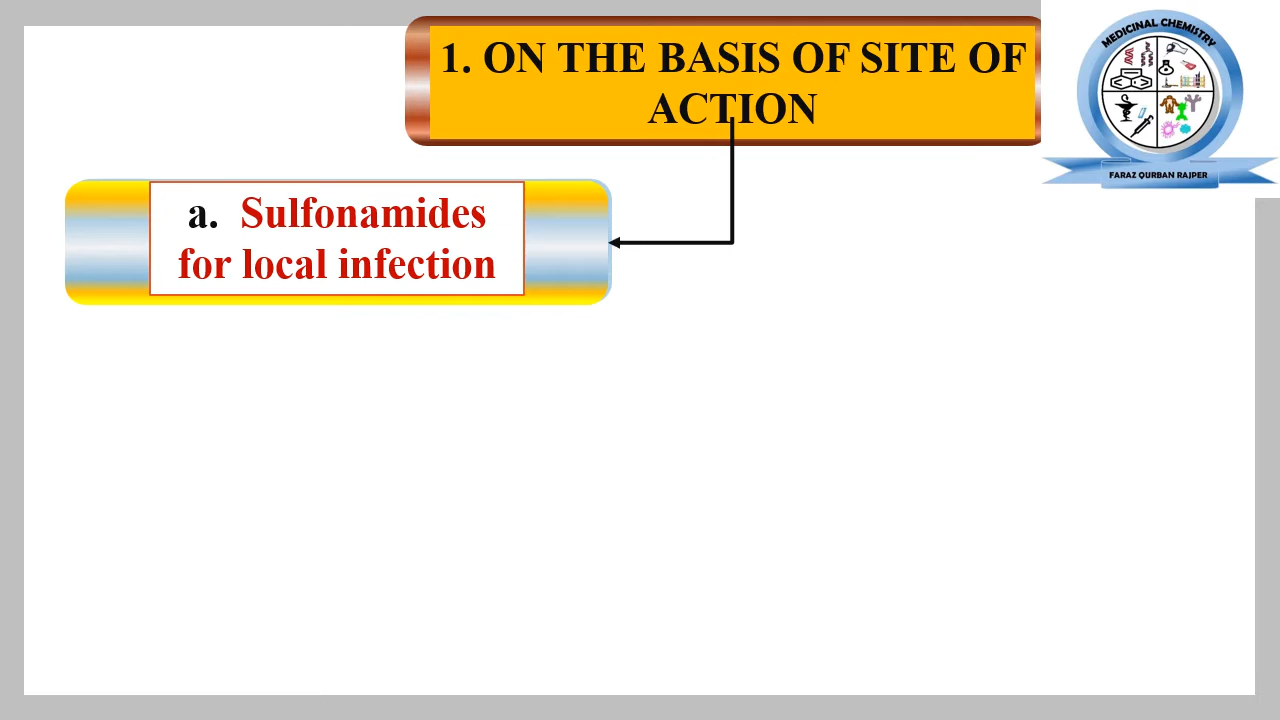 1. ON THE BASIS OF SITE OF
ACTION
MEDICINAL CHEMISTRY
FARAZ QURBAN RAJPER
a. Sulfonamides
for local infection